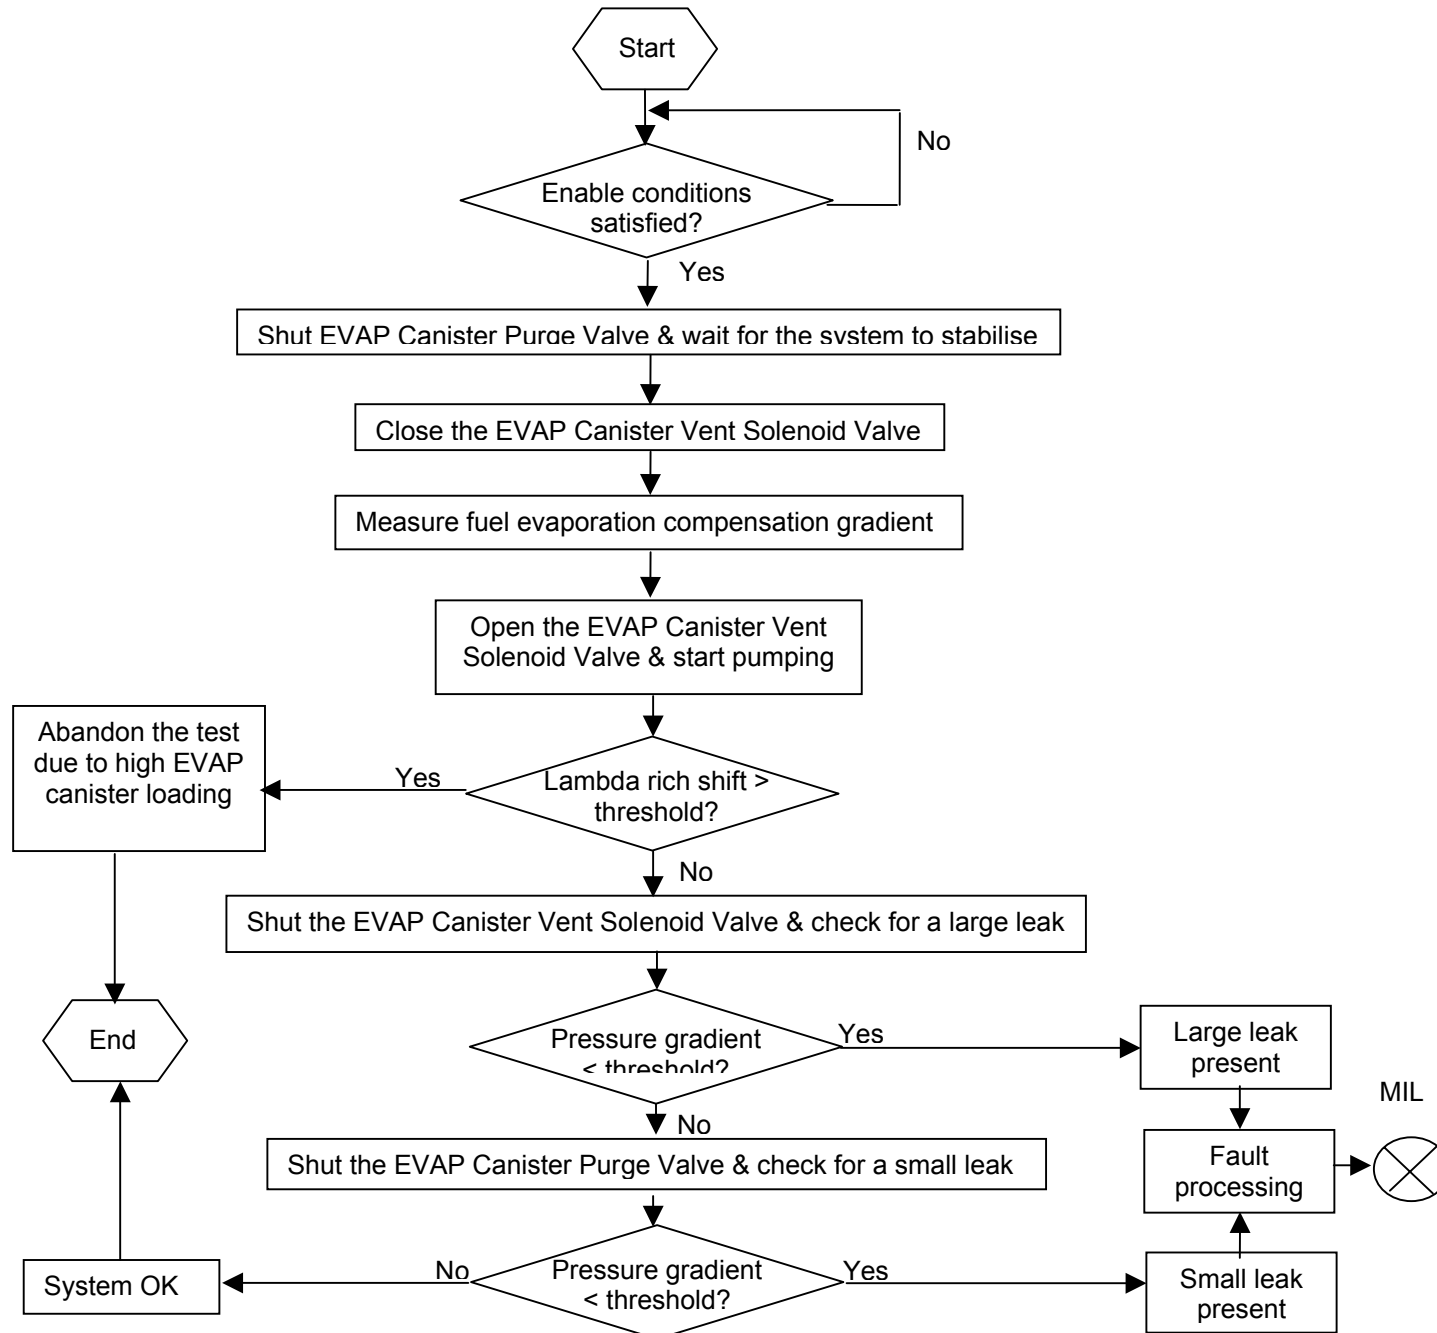 Start
No
Enable conditions
satisfied?
Yes
Shut EVAP Canister Purge Valve & wait for the system to stabilise
Close the EVAP Canister Vent Solenoid Valve
Measure fuel evaporation compensation gradient
Open the EVAP Canister Vent
Solenoid Valve & start pumping
Abandon the test
due to high EVAP
canister loading
Yes
Lambda rich shift >
threshold?
No
Shut the EVAP Canister Vent Solenoid Valve & check for a large leak
End
Pressure gradient
< threshold?
Yes
Large leak
present
MIL
No
Shut the EVAP Canister Purge Valve & check for a small leak
Fault
processing
System OK
No
Pressure gradient
< threshold?
Yes
Small leak
present